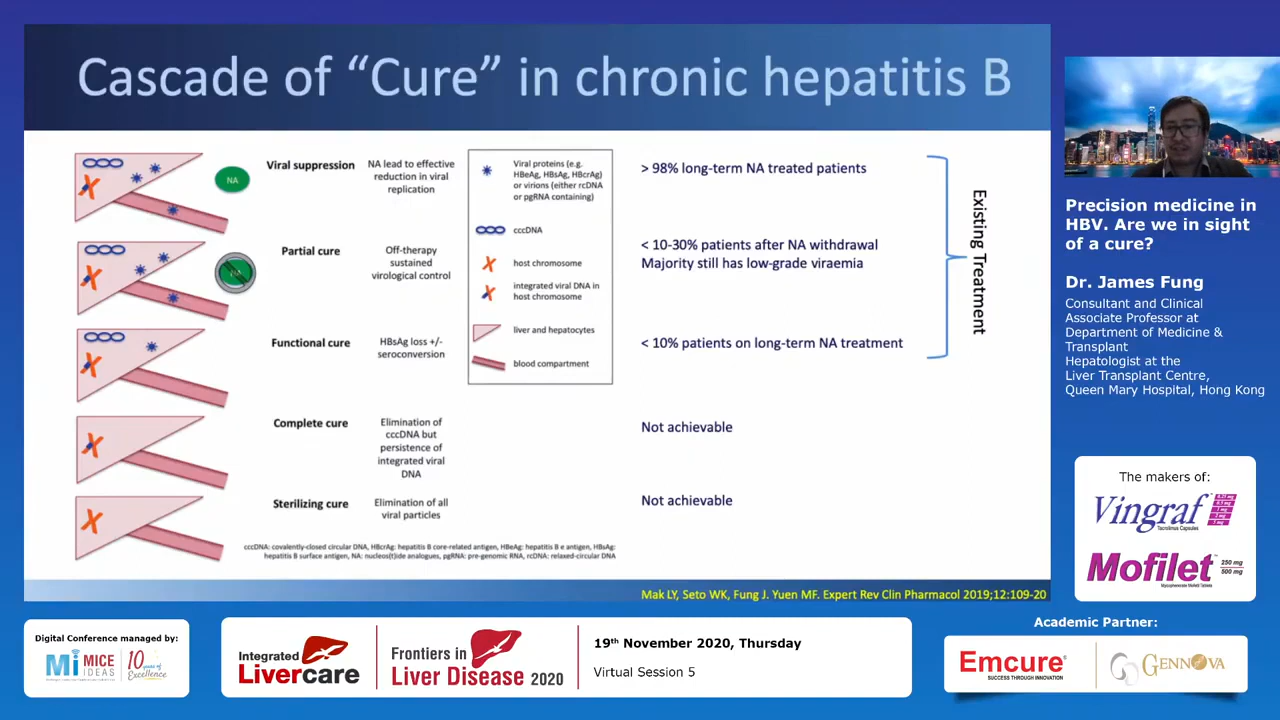 Cascade of “Cure” in chronic hepatitis B
Viral suppression
NA lead to effective
reduction in viral
replication
NA
> 98% long-term NA treated patients
Partial cure
Off-therapy
sustained
virological control
NA
< 10-30% patients after NA withdrawal
Majority still has low-grade viraemia
Functional cure
HBsAg loss +/-
seroconversion
< 10% patients on long-term NA treatment
Complete cure
Elimination of
cccDNA but
persistence of
integrated viral
DNA
Not achievable
Sterilizing cure
Elimination of all
viral particles
Not achievable
Viral proteins (e.g.
HBeAg, HBsAg, HBcrAg)
or virions (either rcDNA
or pgRNA containing)
cccDNA
host chromosome
integrated viral DNA in
host chromosome
liver and hepatocytes
blood compartment
Existing Treatment
cccDNA: covalently-closed circular DNA, HBcrAg: hepatitis B core-related antigen, HBeAg: hepatitis B e antigen, HBsAg:
hepatitis B surface antigen, NA: nucleos(t)ide analogues, pgRNA: pre-genomic RNA, rcDNA: relaxed-circular DNA
Mak LY, Seto WK, Fung J. Yuen MF. Expert Rev Clin Pharmacol 2019;12:109-20
Precision medicine in
HBV. Are we in sight
of a cure?
Dr. James Fung
Consultant and Clinical
Associate Professor at
Department of Medicine &
Transplant
Hepatologist at the
Liver Transplant Centre,
Queen Mary Hospital, Hong Kong
The makers of:
Vingraf
Tacrolimus Capsules
Mofilet
250 mg
500 mg
Mycophenolate Mofetil Tablets
Academic Partner:
Emcure
SUCCESS THROUGH INNOVATION
GENNOVA
Digital Conference managed by:
Mi MICE
IDEAS
10 years of
Excellence
Integrated
Livercare
Frontiers in
Liver Disease 2020
19th November 2020, Thursday
Virtual Session 5